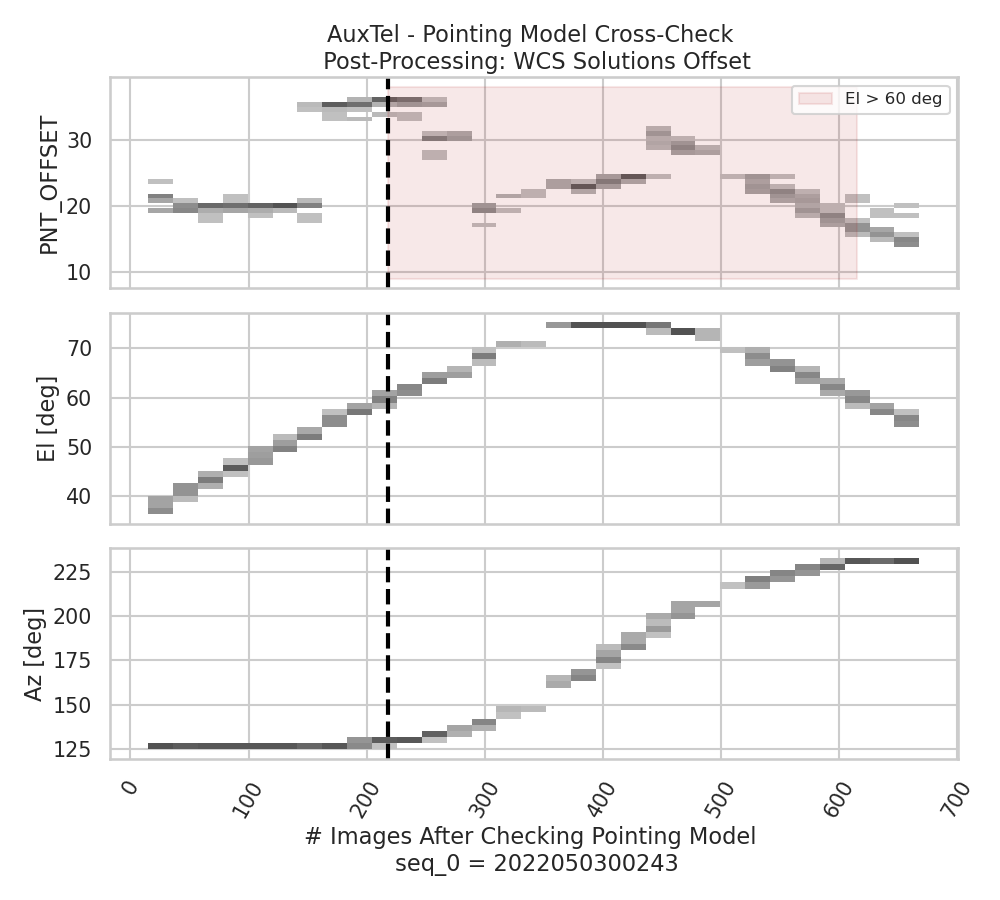 AuxTel - Pointing Model Cross-Check
Post-Processing: WCS Solutions Offset
El > 60 deg
PNT_OFFSET
30
20
10
El [deg]
70
60
50
40
Az [deg]
225
200
175
150
125
0 100 200 300 400 500 600 700
# Images After Checking Pointing Model
seq_0 = 2022050300243